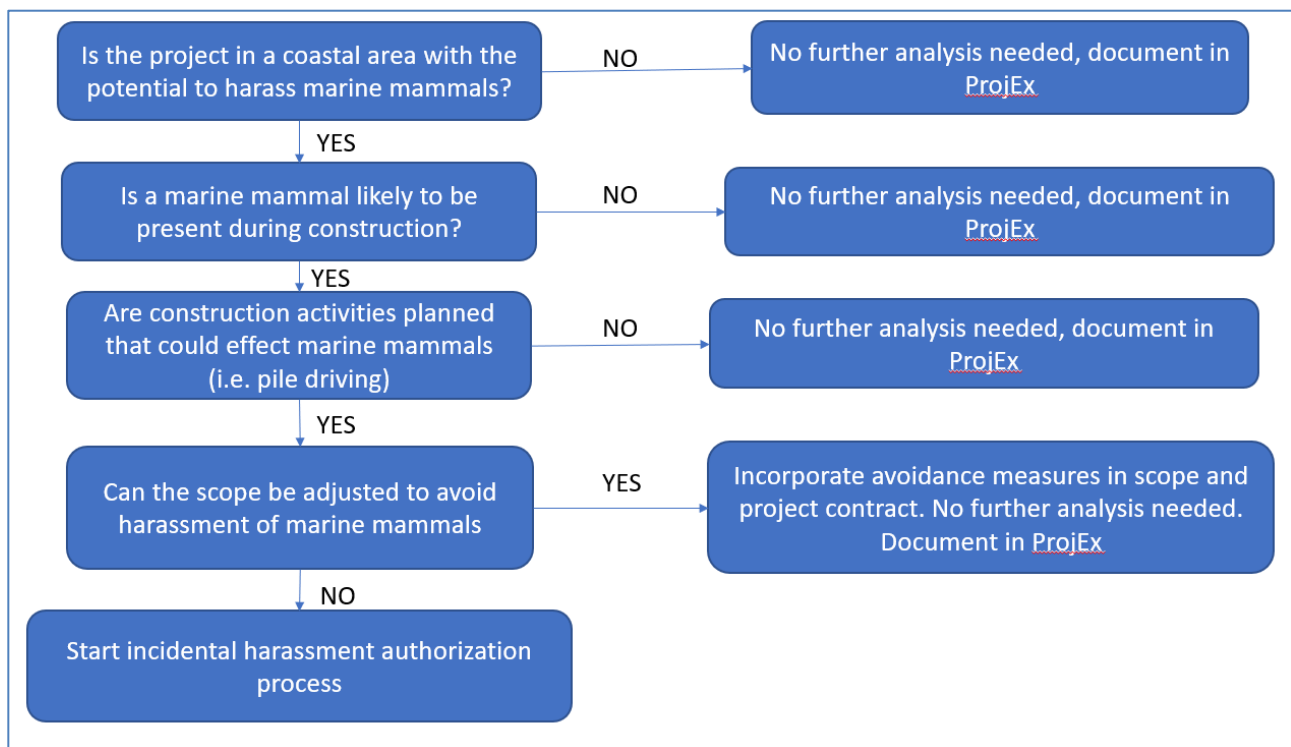 Is the project in a coastal area with the
potential to harass marine mammals?
NO
No further analysis needed, document in
ProjEx
YES
Is a marine mammal likely to be
present during construction?
NO
No further analysis needed, document in
ProjEx
YES
Are construction activities planned
that could effect marine mammals
(i.e. pile driving)
NO
No further analysis needed, document in
ProjEx
YES
Can the scope be adjusted to avoid
harassment of marine mammals
YES
Incorporate avoidance measures in scope and
project contract. No further analysis needed.
Document in ProjEx
NO
Start incidental harassment authorization
process